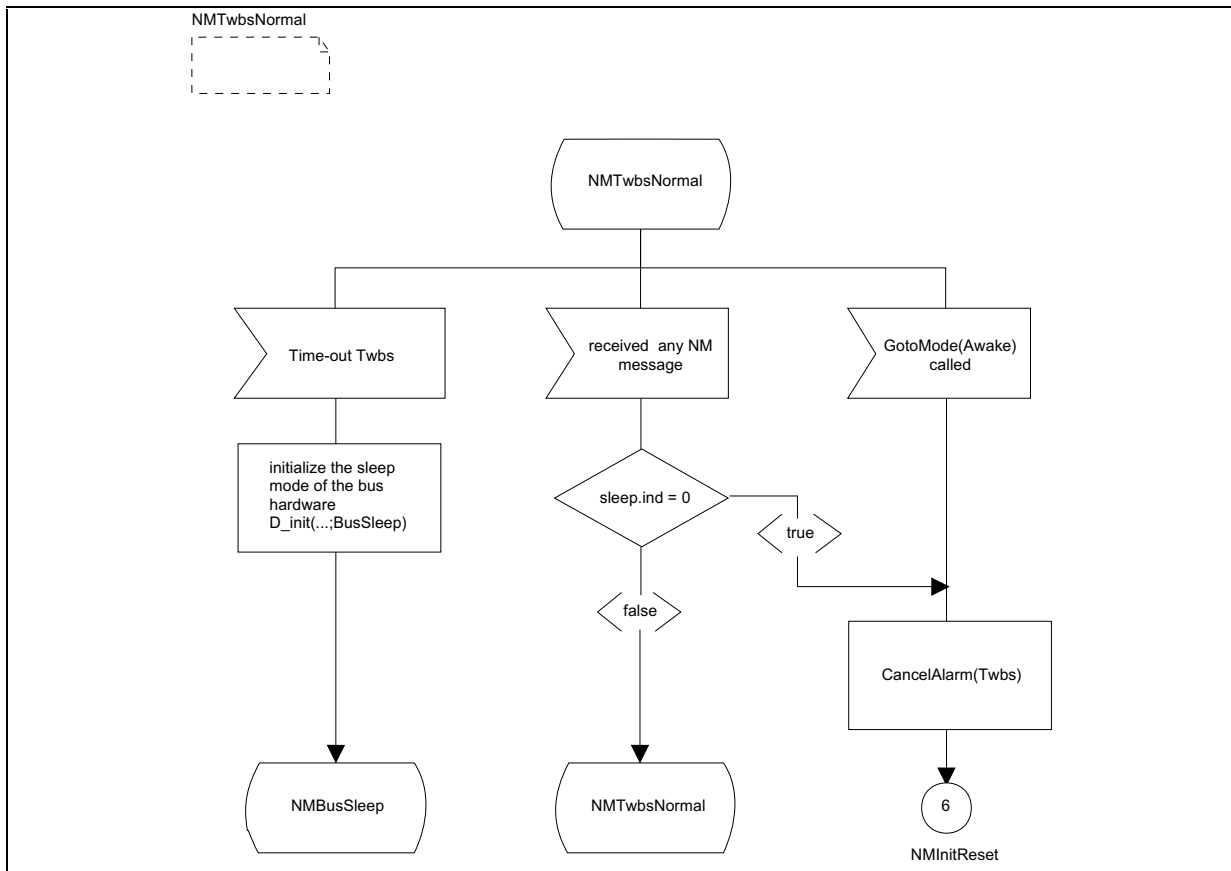 NMTwbsNormal
NMTwbsNormal
Time-out Twbs
received any NM
message
GotoMode(Awake)
called
initialize the sleep
mode of the bus
hardware
D_init(...;BusSleep)
sleep.ind = 0
true
false
CancelAlarm(Twbs)
NMBusSleep
NMTwbsNormal
6
NMInitReset